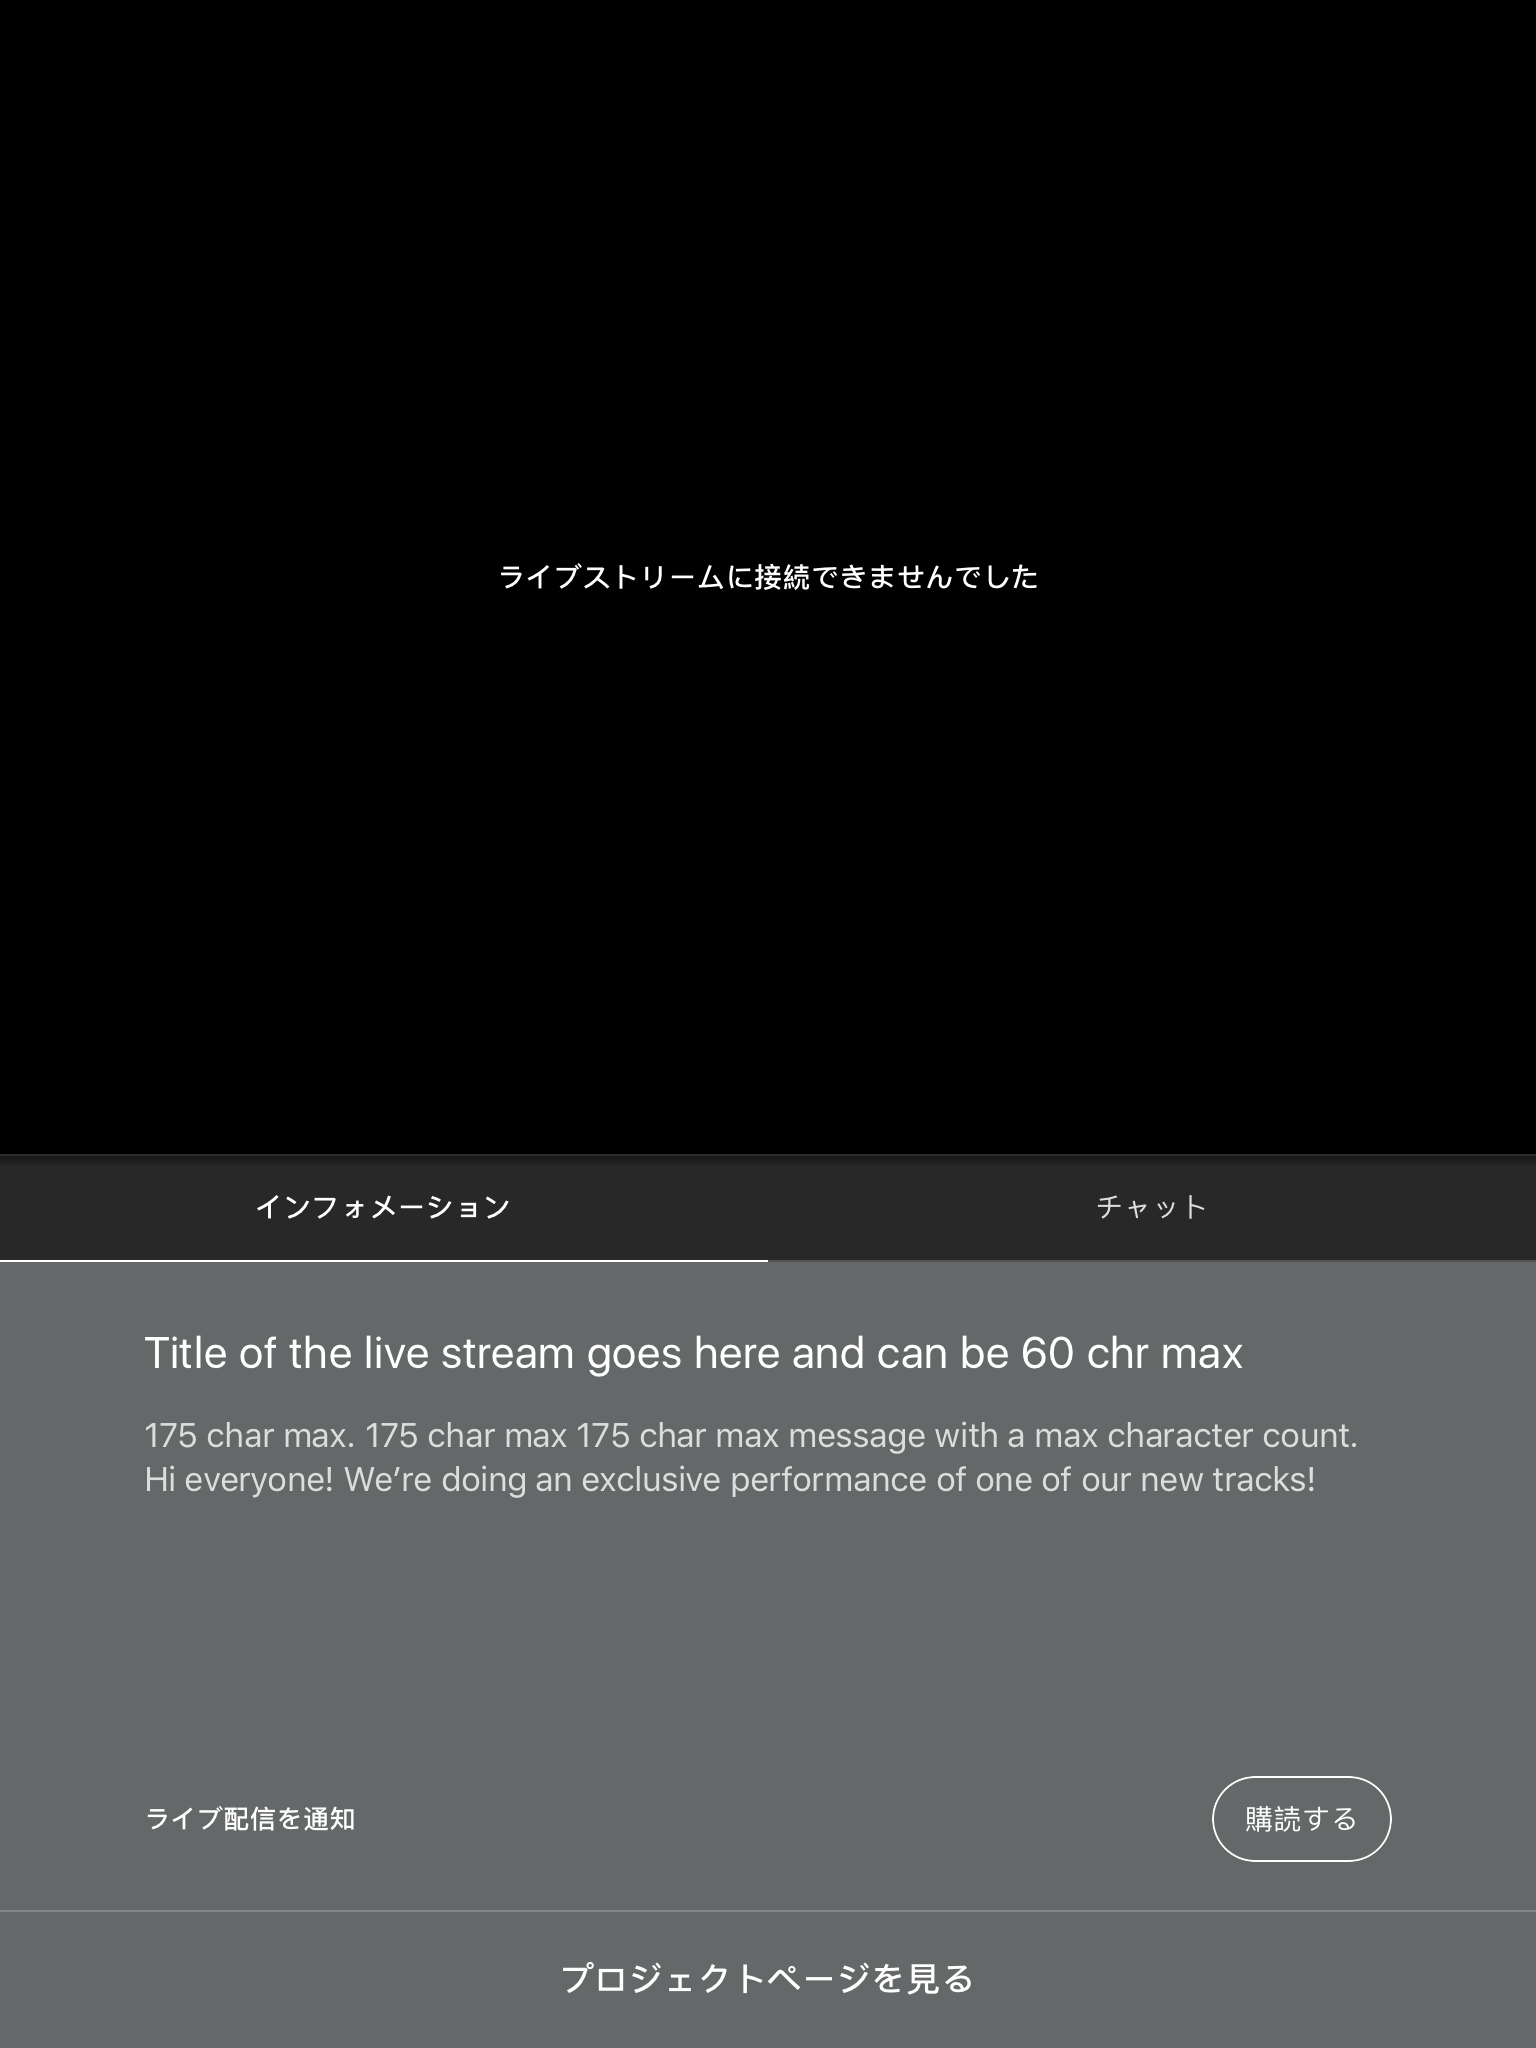 ライブストリームに接続できませんでした
インフォメーション
チャット
Title of the live stream goes here and can be 60 chr max
175 char max. 175 char max 175 char max message with a max character count.
Hi everyone! We’re doing an exclusive performance of one of our new tracks!
ライブ配信を通知
購読する
プロジェクトページを見る